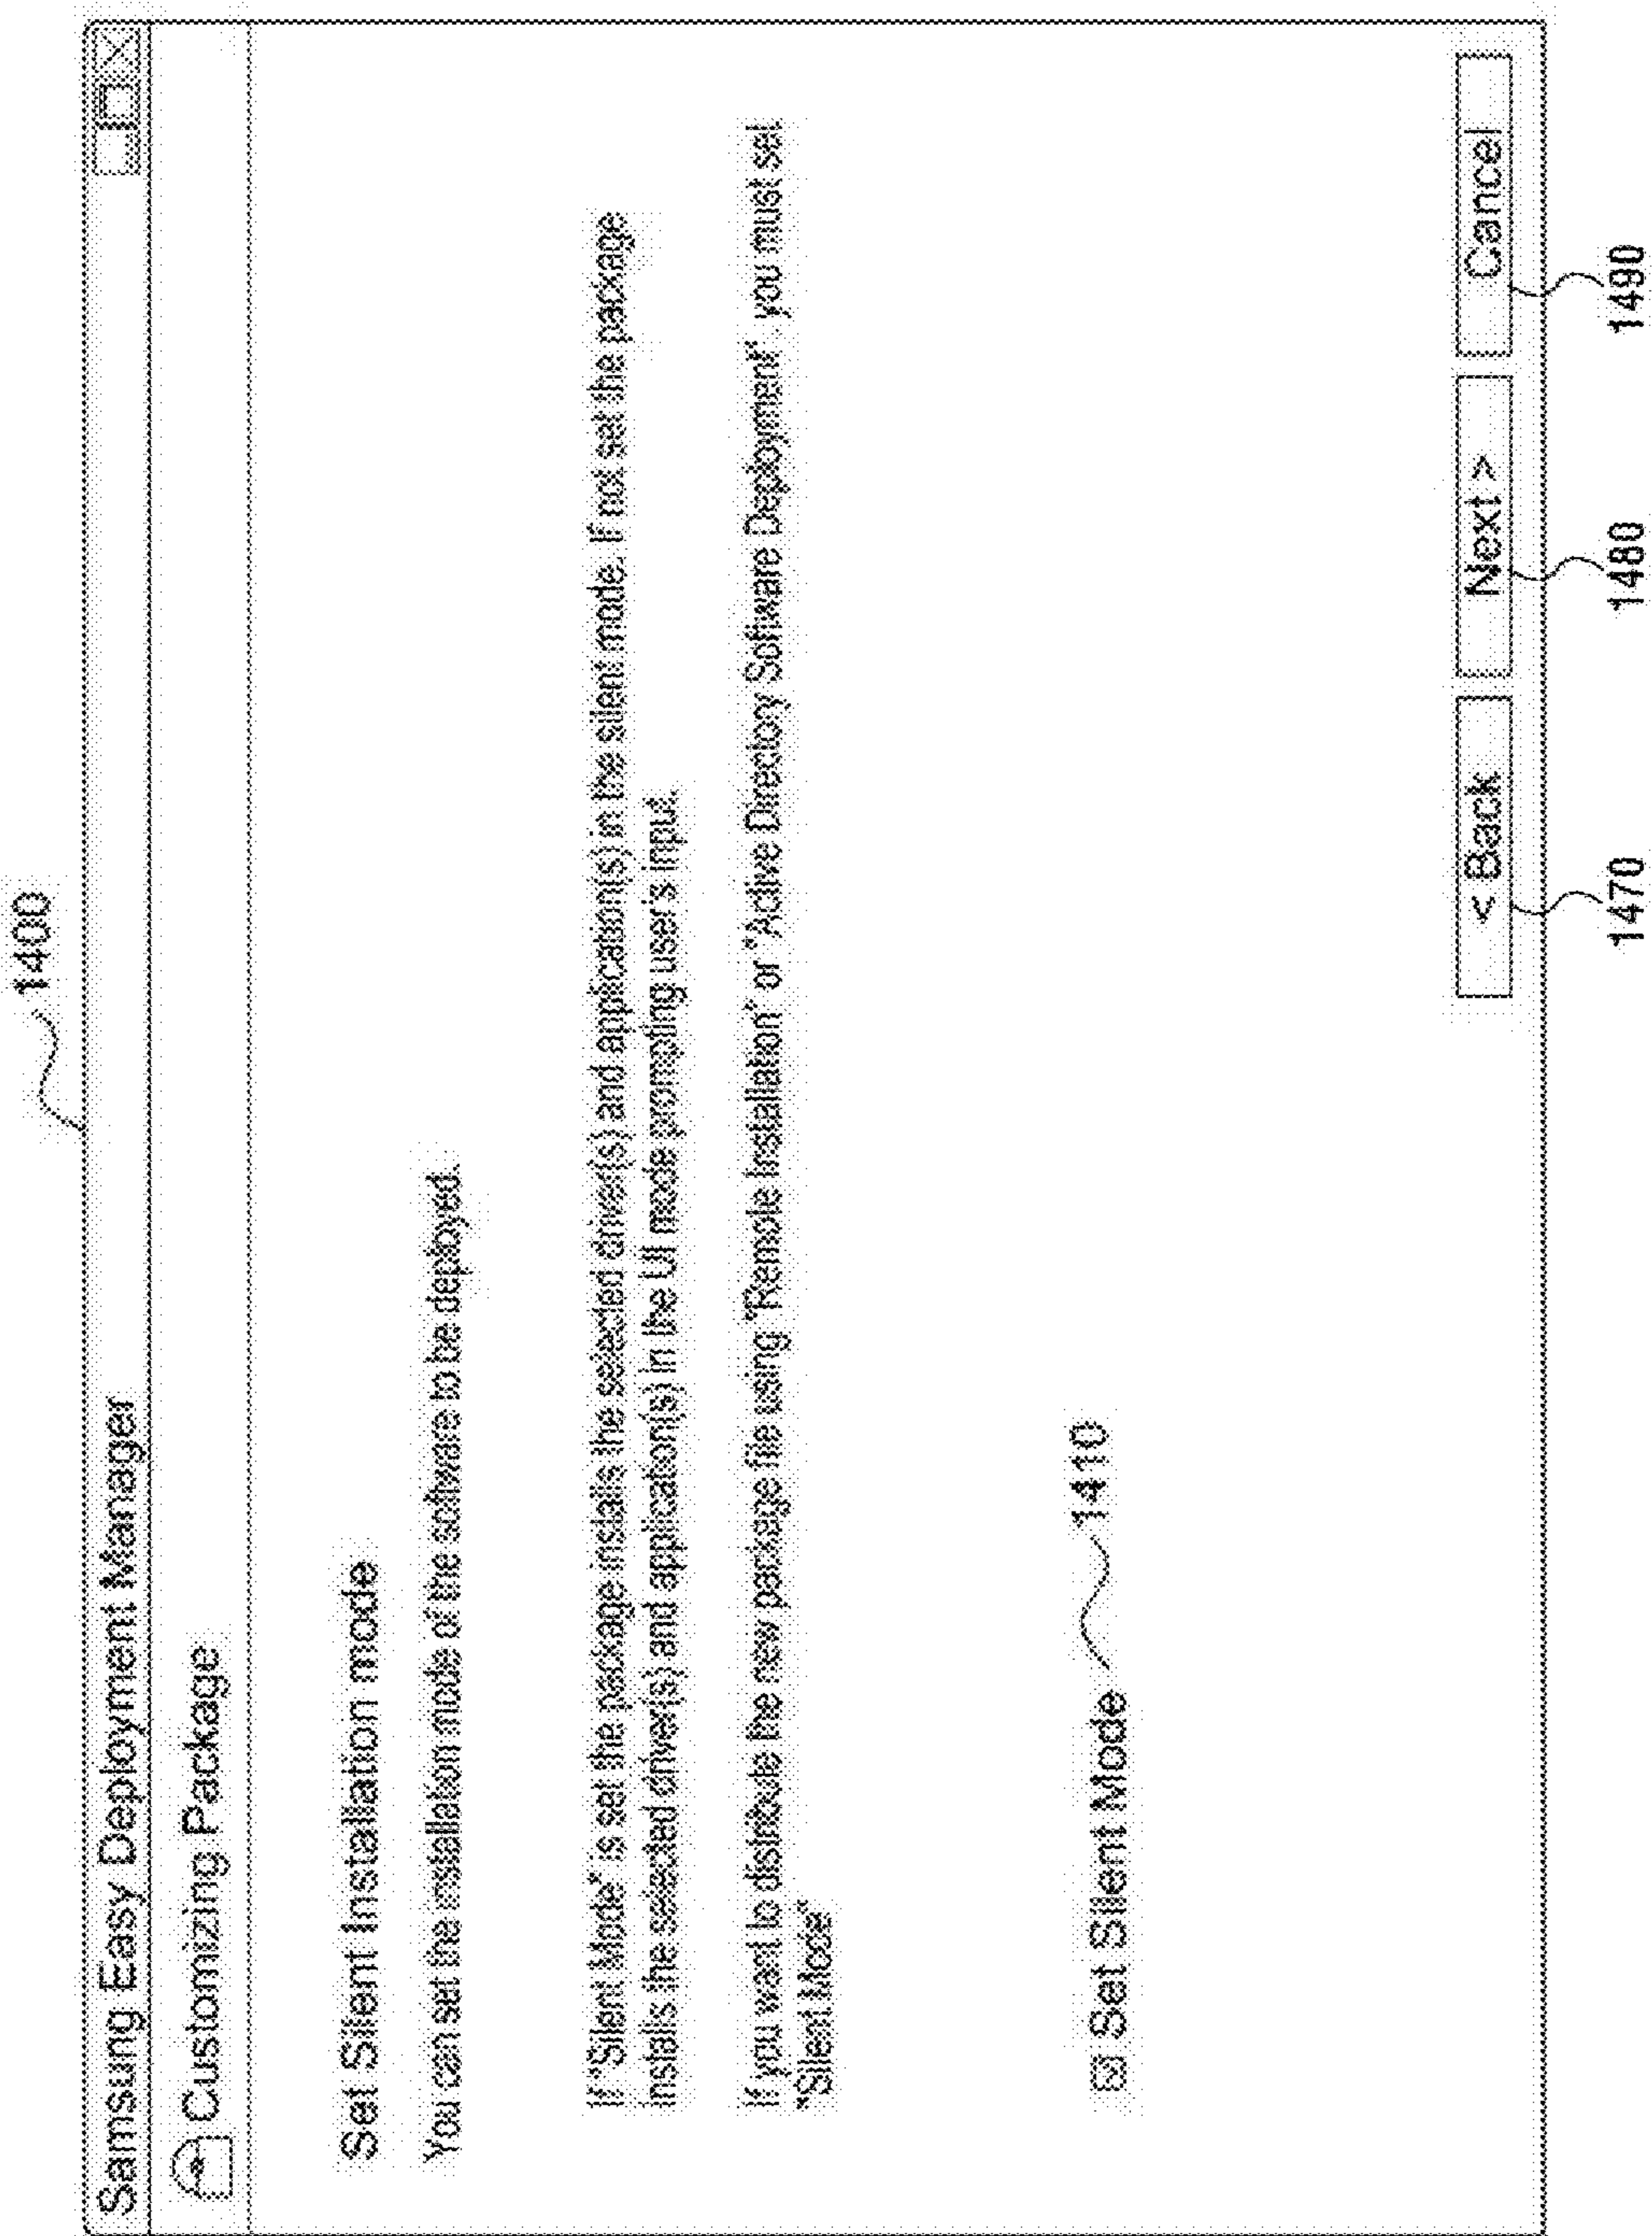 1400
Samsung Easy Deployment Manager
Customizing Package
Set Silent Installation mode
You can set the installation mode of the software to be deployed.
If "Silent Mode" is set the package installs the selected driver(s) and application(s) in the silent mode. If not set the package
installs the selected driver(s) and application(s) in the UI mode prompting user's input.
If you want to distribute the new package file using "Remote Installation" or "Active Directory Software Deployment", you must set
"Silent Mode"
Set Silent Mode 1410
< Back Next > Cancel
1470 1480 1490